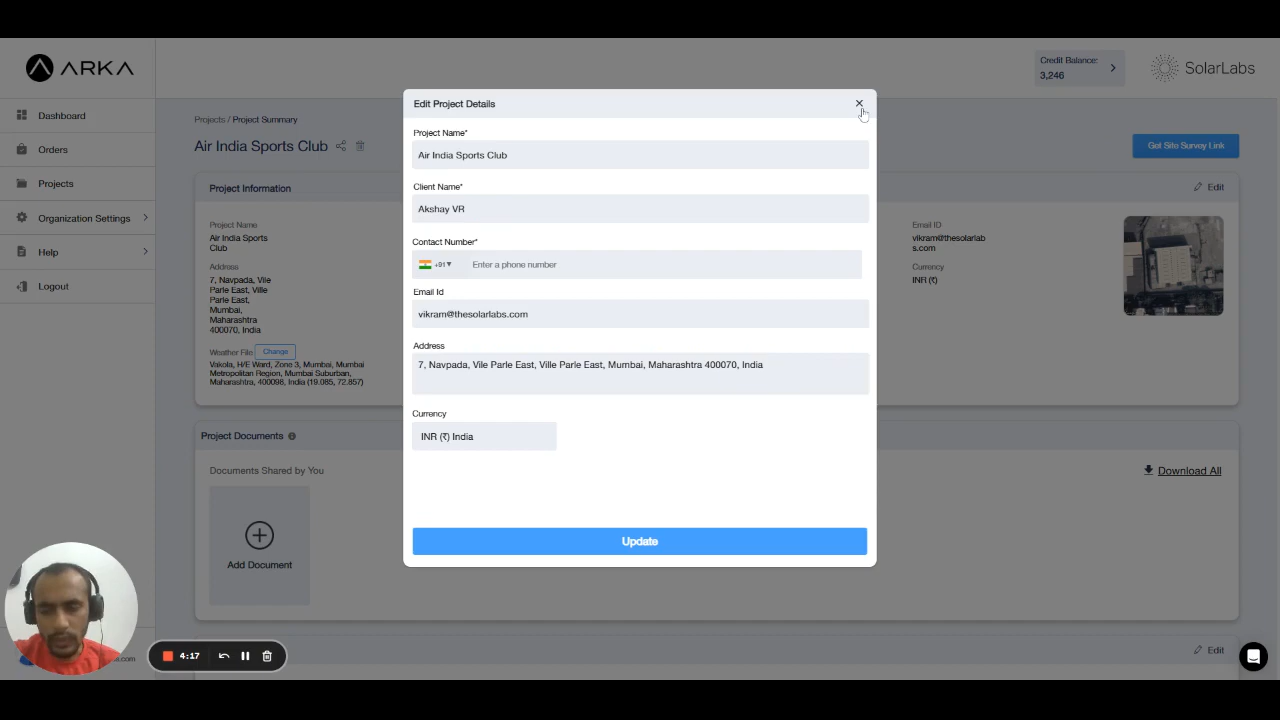 ARKA
Credit Balance:
3,246
SolarLabs
Dashboard
Orders
Projects
Organization Settings
Help
Logout
Projects / Project Summary
Air India Sports Club
Get Site Survey Link
Project Information
Edit
Project Name
Air India Sports
Club
Address
7, Navpada, Vile
Parle East, Ville
Parle East,
Mumbai,
Maharashtra
400070, India
Weather File
Change
Vakola, H/E Ward, Zone 3, Mumbai, Mumbai
Metropolitan Region, Mumbai Suburban,
Maharashtra, 400098, India (19.085, 72.857)
Email ID
vikram@thesolarlab
s.com
Currency
INR (₹)
Edit Project Details
Project Name*
Air India Sports Club
Client Name*
Akshay VR
Contact Number*
+91
Enter a phone number
Email Id
vikram@thesolarlabs.com
Address
7, Navpada, Vile Parle East, Ville Parle East, Mumbai, Maharashtra 400070, India
Currency
INR (₹) India
Update
Project Documents
Documents Shared by You
Download All
Add Document
Edit
4:17